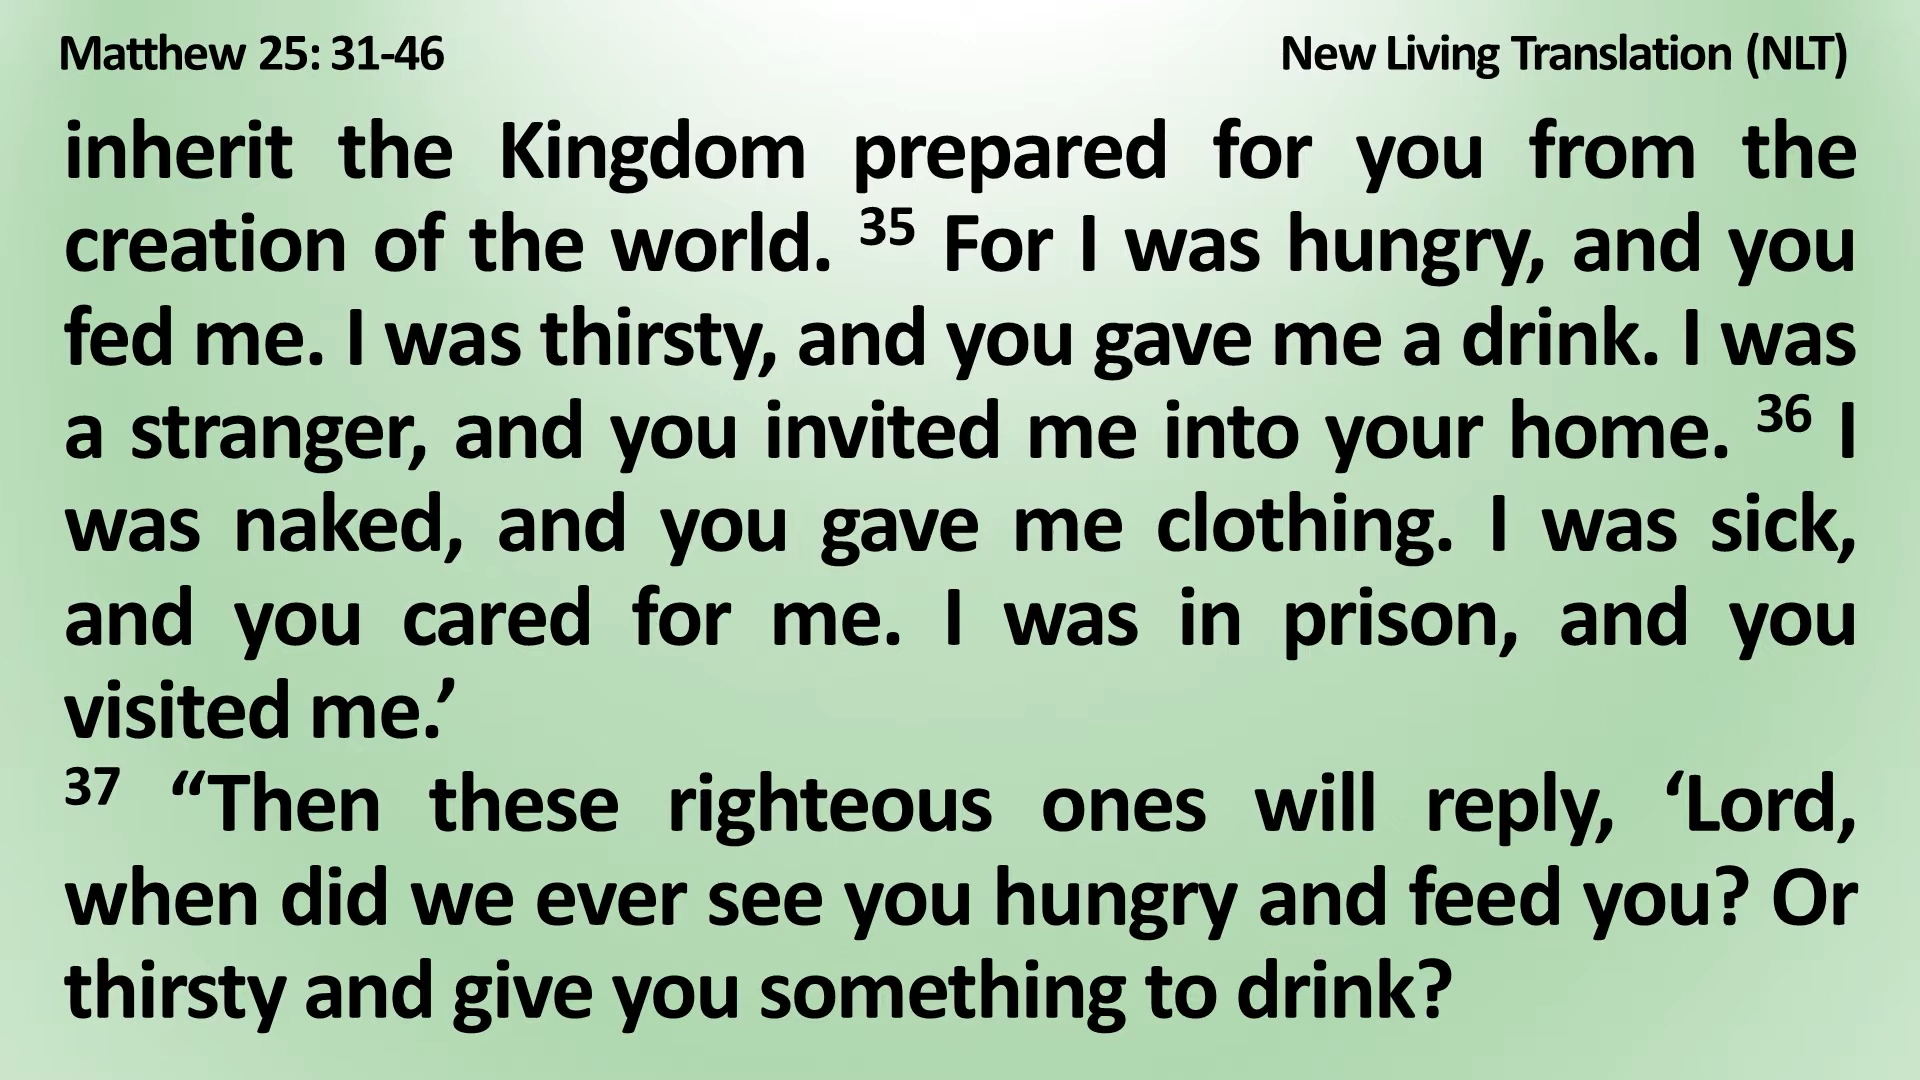 Matthew 25: 31-46
New Living Translation (NLT)
inherit the Kingdom prepared for you from the
creation of the world. 35 For I was hungry, and you
fed me. I was thirsty, and you gave me a drink. I was
a stranger, and you invited me into your home. 36 I
was naked, and you gave me clothing. I was sick,
and you cared for me. I was in prison, and you
visited me.’
37 “Then these righteous ones will reply, ‘Lord,
when did we ever see you hungry and feed you? Or
thirsty and give you something to drink?